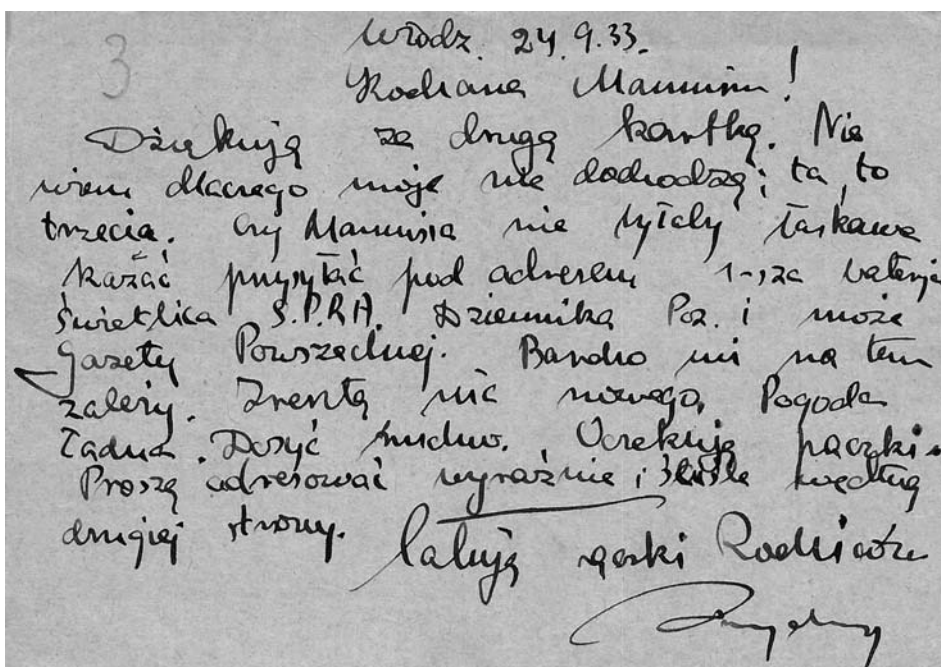 3
Włodz. 24.9.33.
Kochana Mamusiu!
Dziękuję za drugą kartkę. Nie
wiem dlaczego moje nie dochodzą; ta, to
trzecia. Czy Mamusia nie byłaby łaskawa
kazać przysyłać pod adresem 1-sza baterja
świetlica S.P.R.A. Dziennika Poz. i może
Gazety Powszechnej. Bardzo mi na tem
zależy. Zresztą nic nowego, Pogoda
ładna. Dosyć nudno. Oczekuję paczki.
Proszę adresować wyraźnie i ściśle według
drugiej strony.
Całuję rączki Rodziców